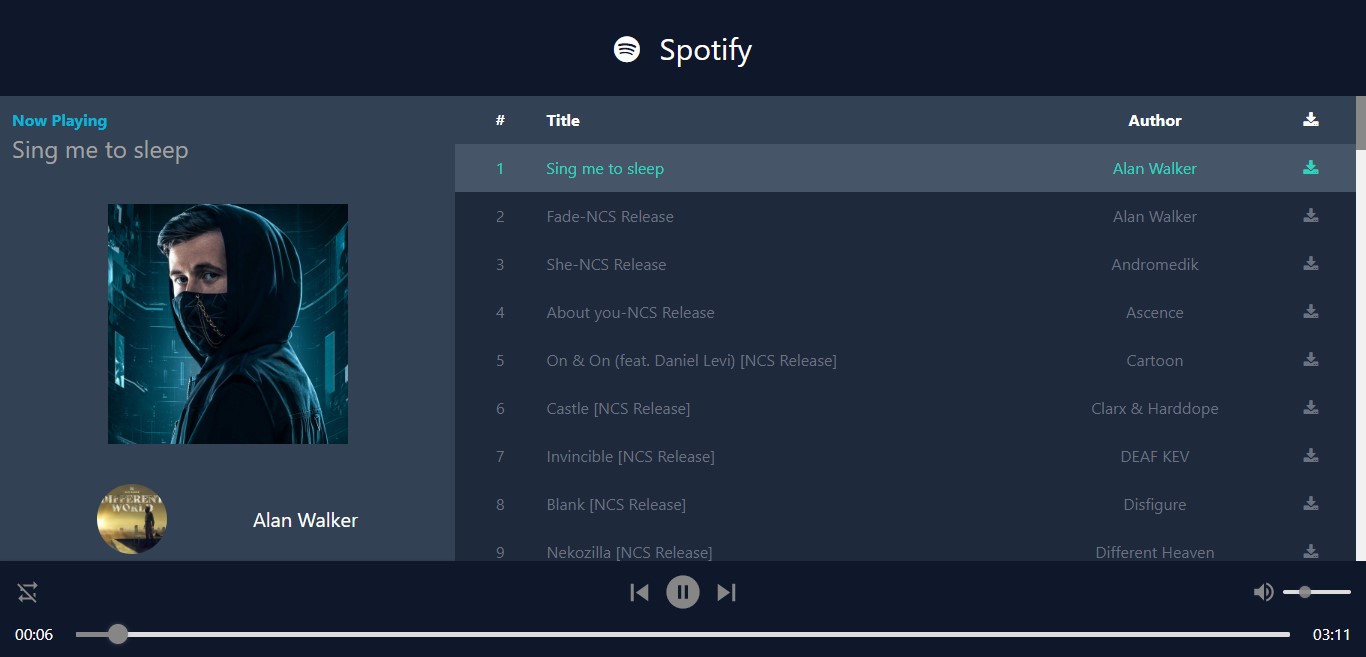 Spotify
Now Playing
Sing me to sleep
DIFFERENT
WORLD
Alan Walker
# Title Author
1 Sing me to sleep Alan Walker
2 Fade-NCS Release Alan Walker
3 She-NCS Release Andromedik
4 About you-NCS Release Ascence
5 On & On (feat. Daniel Levi) [NCS Release] Cartoon
6 Castle [NCS Release] Clarx & Harddope
7 Invincible [NCS Release] DEAF KEV
8 Blank [NCS Release] Disfigure
9 Nekozilla [NCS Release] Different Heaven
00:06 03:11